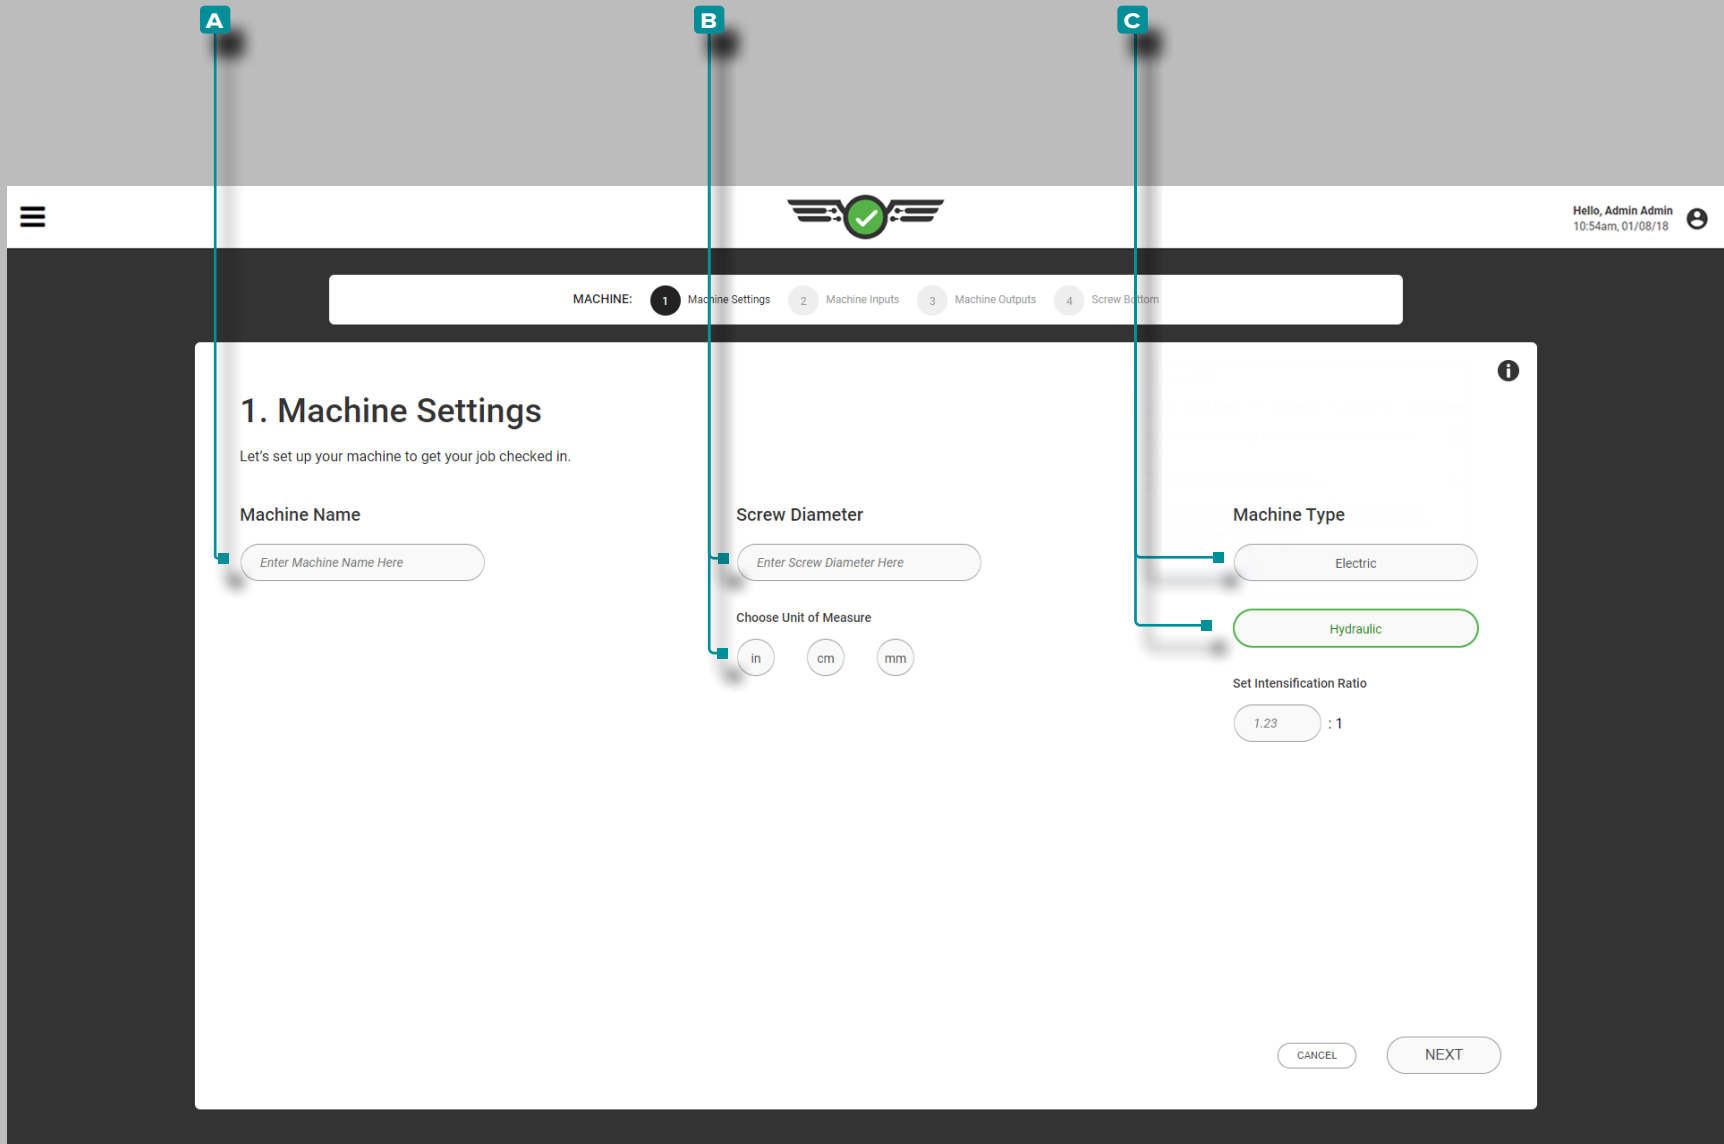 A B C
Hello, Admin Admin
10:54am, 01/08/18
MACHINE: 1 Machine Settings 2 Machine Inputs 3 Machine Outputs 4 Screw Bottom
1. Machine Settings
Let's set up your machine to get your job checked in.
Machine Name Screw Diameter Machine Type
Enter Machine Name Here Enter Screw Diameter Here Electric
Choose Unit of Measure Hydraulic
in cm mm
Set Intensification Ratio
1.23 : 1
CANCEL NEXT